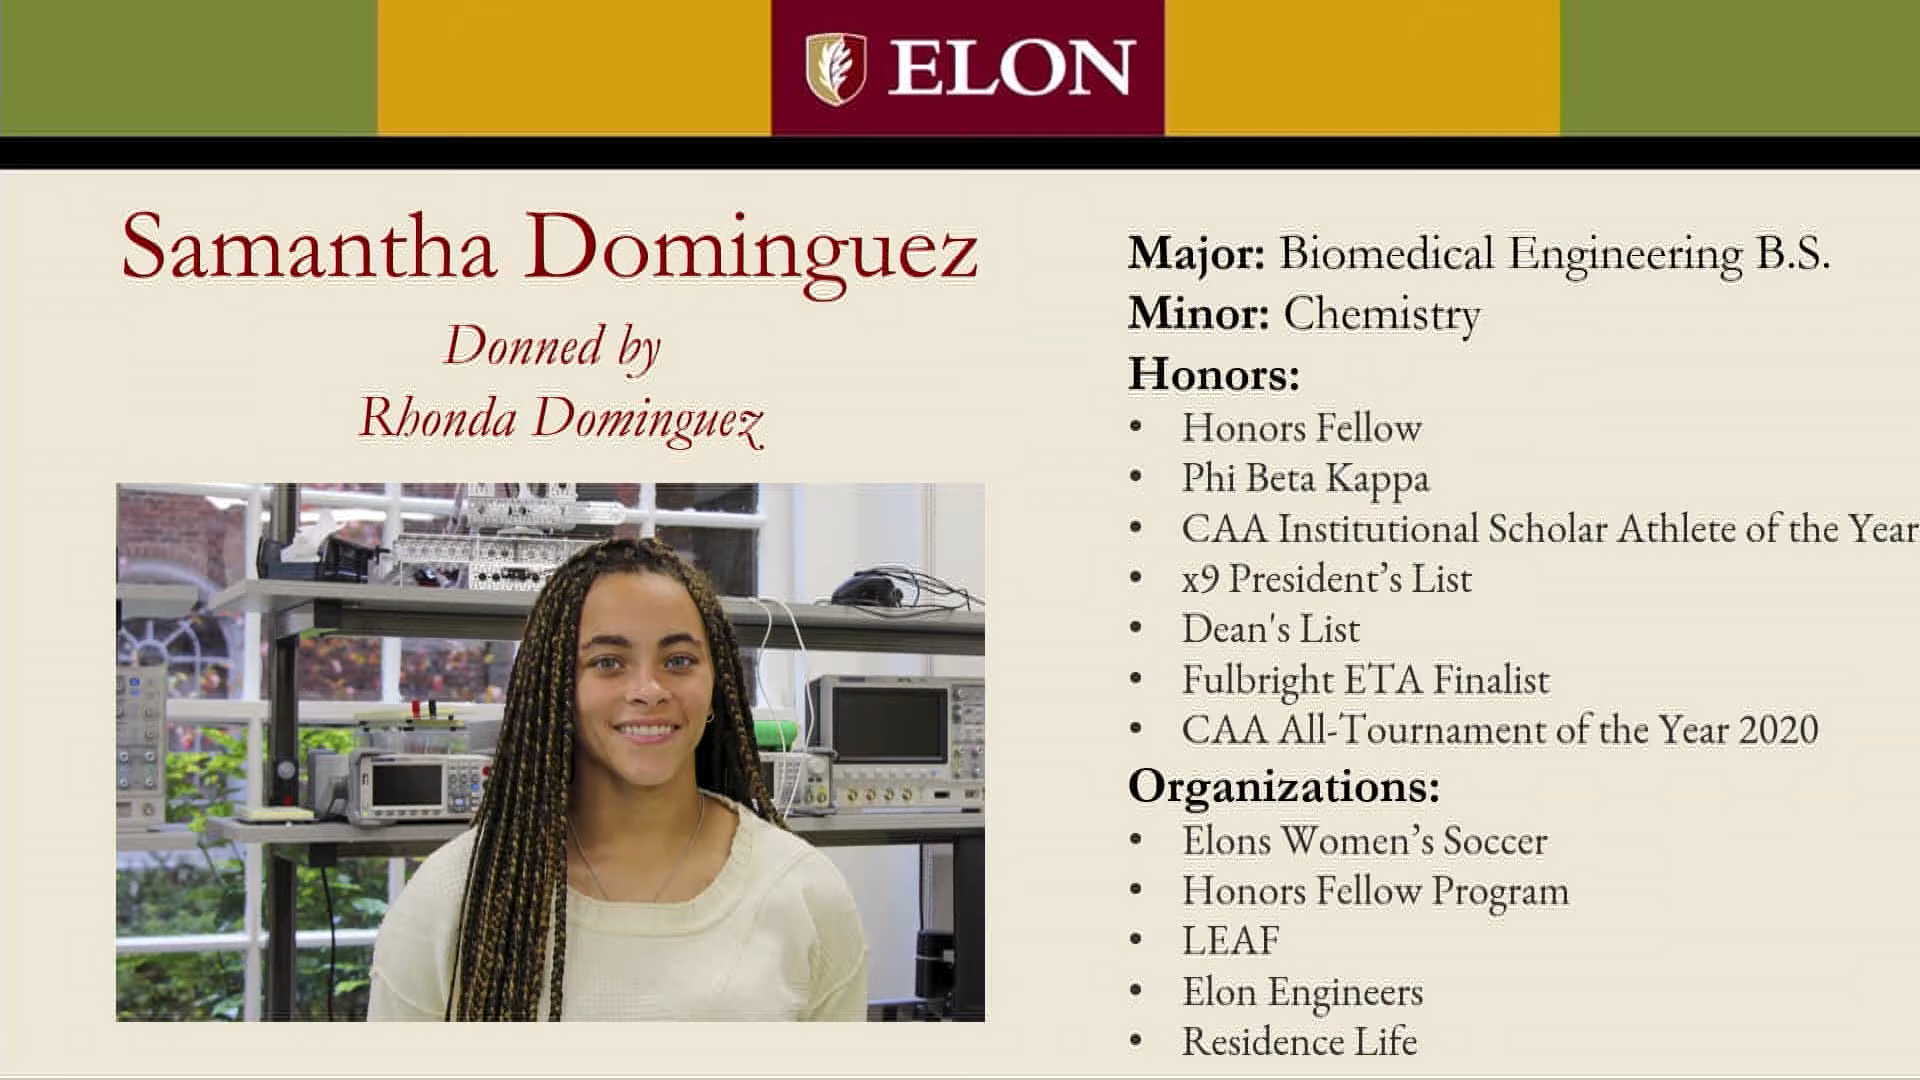 ELON
Samantha Dominguez
Donned by
Rhonda Dominguez
Major: Biomedical Engineering B.S.
Minor: Chemistry
Honors:
• Honors Fellow
• Phi Beta Kappa
• CAA Institutional Scholar Athlete of the Year
• x9 President’s List
• Dean's List
• Fulbright ETA Finalist
• CAA All-Tournament of the Year 2020
Organizations:
• Elons Women’s Soccer
• Honors Fellow Program
• LEAF
• Elon Engineers
• Residence Life